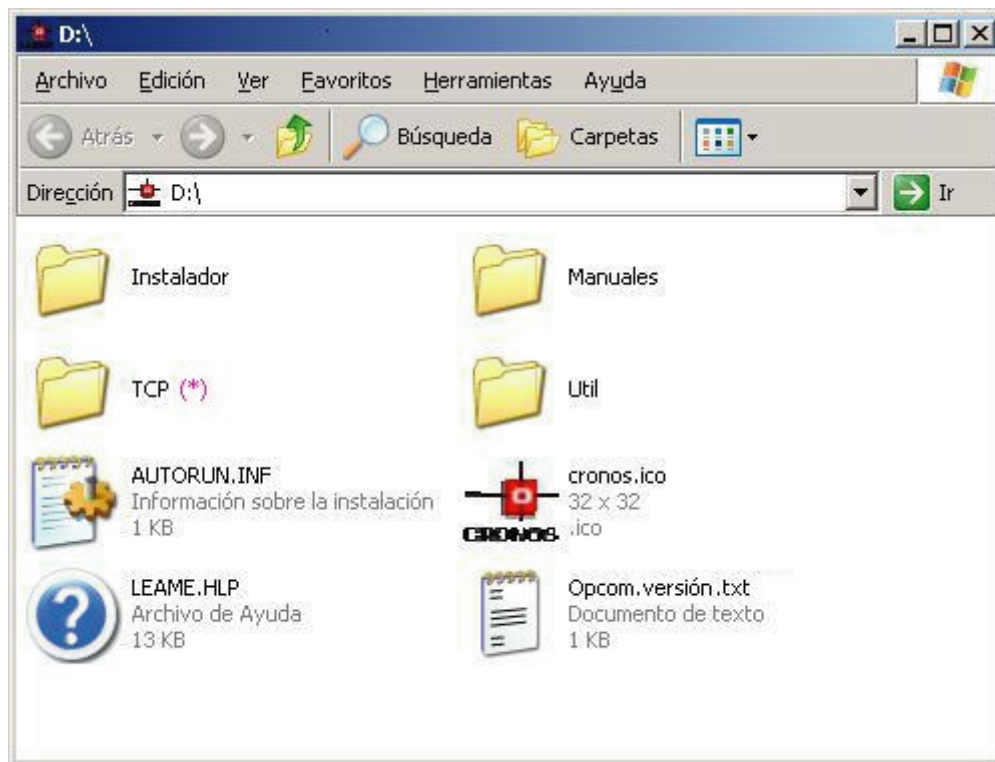 D:\
Archivo Edición Ver Favoritos Herramientas Ayuda
Atrás Búsqueda Carpetas
Dirección D:\ Ir
Instalador
Manuales
TCP (*)
Util
AUTORUN.INF
Información sobre la instalación
1 KB
CRONOS
cronos.ico
32 x 32
.ico
LEAME.HLP
Archivo de Ayuda
13 KB
Opcom.versión.txt
Documento de texto
1 KB